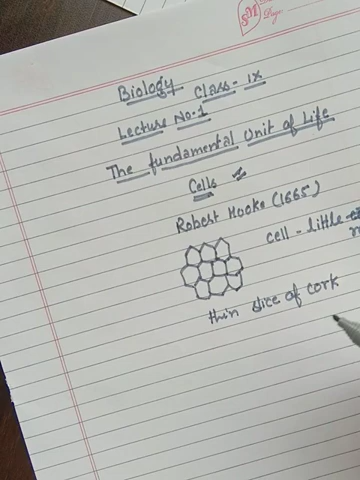 Biology Class - IX
Lecture No. 1
The fundamental Unit of Life
Cells
Robert Hooke (1665)
cell - little
thin slice of cork